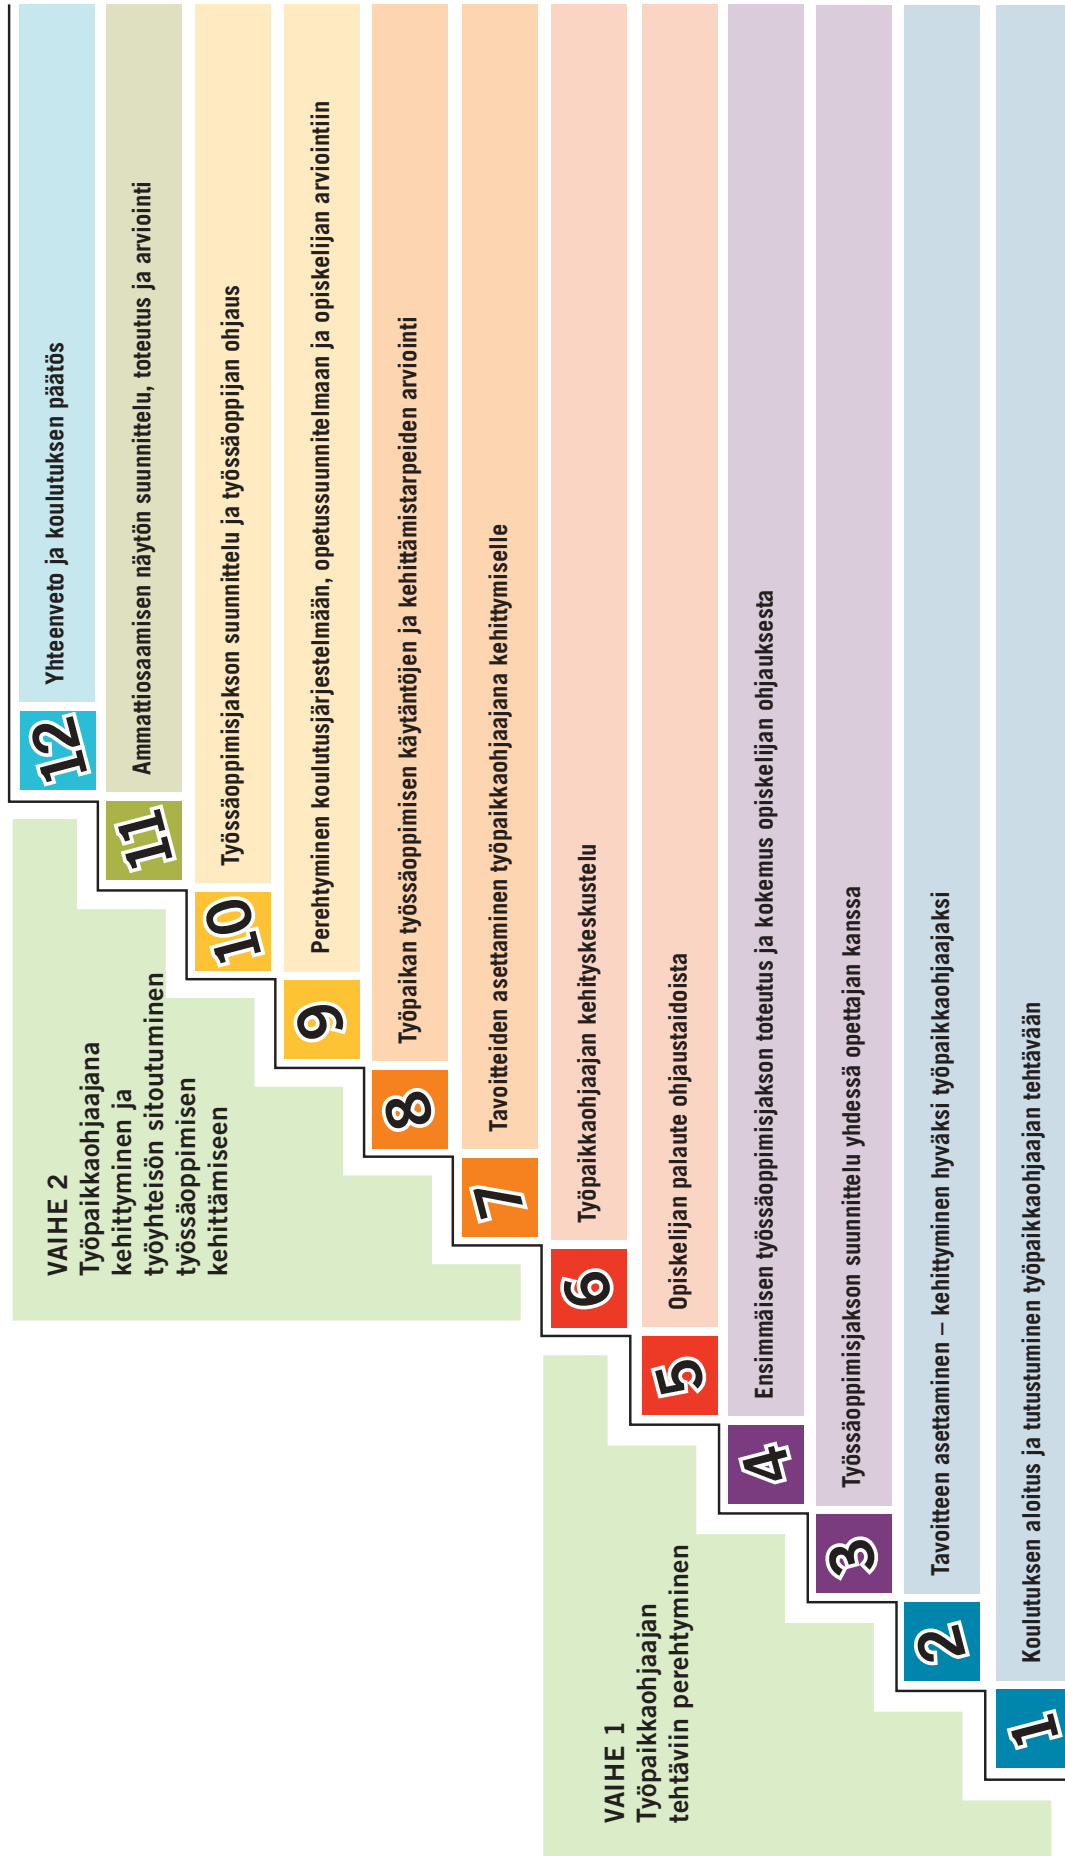 12 Yhteenveto ja koulutuksen päätös
11 Ammattiosaamisen näytön suunnittelu, toteutus ja arviointi
10 Työssäoppimisjakson suunnittelu ja työssäoppijan ohjaus
9 Perehtyminen koulutusjärjestelmään, opetussuunnitelmaan ja opiskelijan arviointiin
8 Työpaikan työssäoppimisen käytäntöjen ja kehittämistarpeiden arviointi
7 Tavoitteiden asettaminen työpaikkaohjaajana kehittymiselle
6 Työpaikkaohjaajan kehityskeskustelu
5 Opiskelijan palaute ohjaustaidoista
4 Ensimmäisen työssäoppimisjakson toteutus ja kokemus opiskelijan ohjauksesta
3 Työssäoppimisjakson suunnittelu yhdessä opettajan kanssa
2 Tavoitteen asettaminen – kehittyminen hyväksi työpaikkaohjaajaksi
1 Koulutuksen aloitus ja tutustuminen työpaikkaohjaajan tehtävään
VAIHE 2
Työpaikkaohjaajana
kehittyminen ja
työyhteisön sitoutuminen
työssäoppimisen
kehittämiseen
VAIHE 1
Työpaikkaohjaajan
tehtäviin perehtyminen